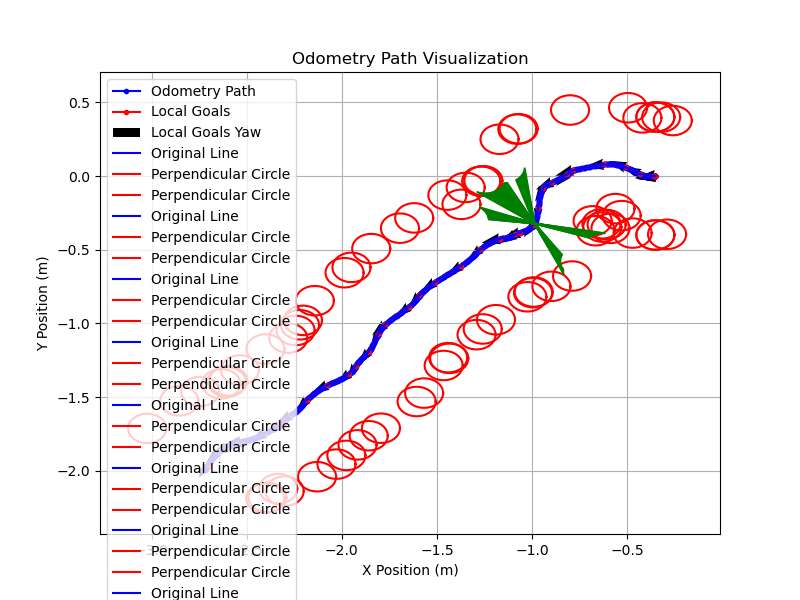 Odometry Path Visualization
Odometry Path
Local Goals
Local Goals Yaw
Original Line
Perpendicular Circle
Perpendicular Circle
Original Line
Perpendicular Circle
Perpendicular Circle
Original Line
Perpendicular Circle
Perpendicular Circle
Original Line
Perpendicular Circle
Perpendicular Circle
Original Line
Perpendicular Circle
Perpendicular Circle
Original Line
Perpendicular Circle
Perpendicular Circle
Original Line
Perpendicular Circle
Perpendicular Circle
Original Line
0.5
0.0
−0.5
−1.0
−1.5
−2.0
Y Position (m)
−2.0
−1.5
−1.0
−0.5
X Position (m)